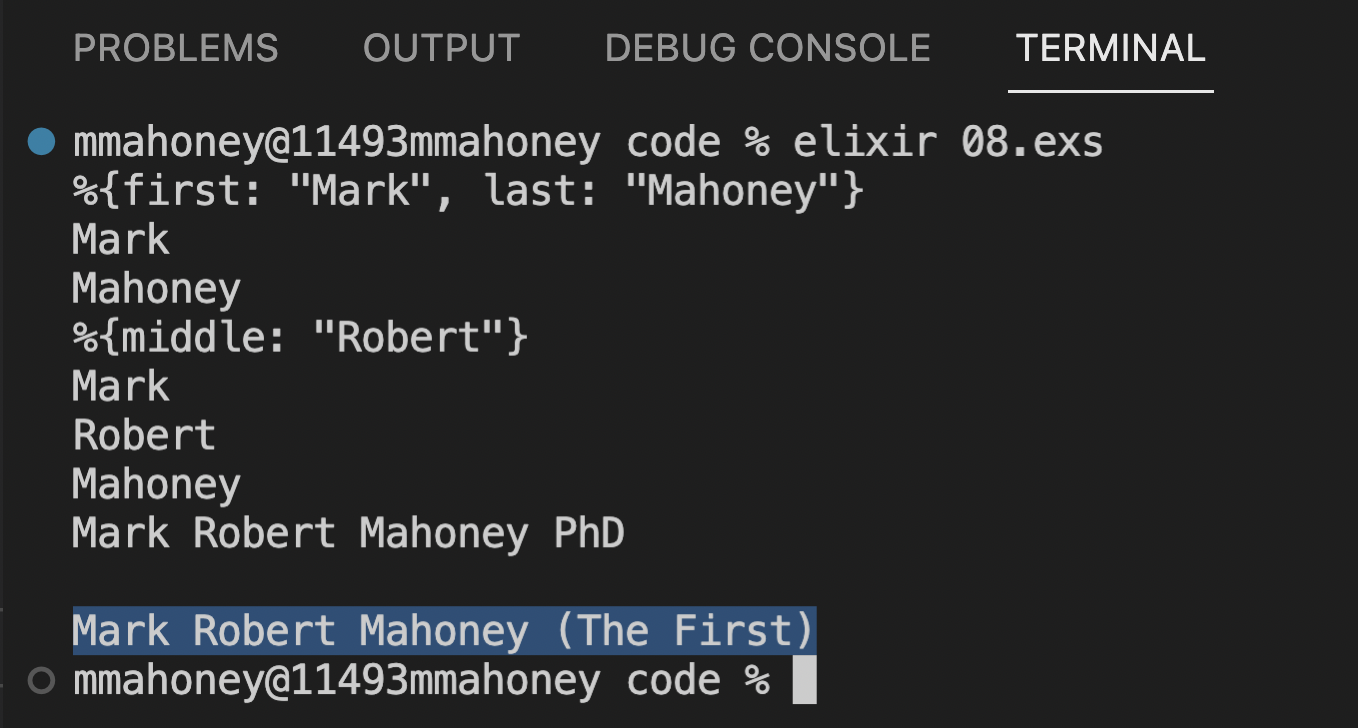 PROBLEMS OUTPUT DEBUG CONSOLE TERMINAL
mmahoney@11493mmahoney code % elixir 08.exs
%{first: "Mark", last: "Mahoney"}
Mark
Mahoney
%{middle: "Robert"}
Mark
Robert
Mahoney
Mark Robert Mahoney PhD
Mark Robert Mahoney (The First)
mmahoney@11493mmahoney code %